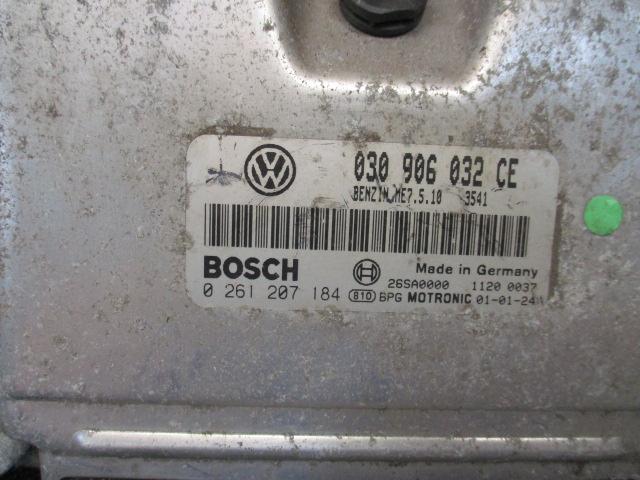 030 906 032 CE
BENZIN ME7.5.10 3541
BOSCH Made in Germany
26SA0000 1120 0037
0 261 207 184 810 BPG MOTRONIC 01-01-24